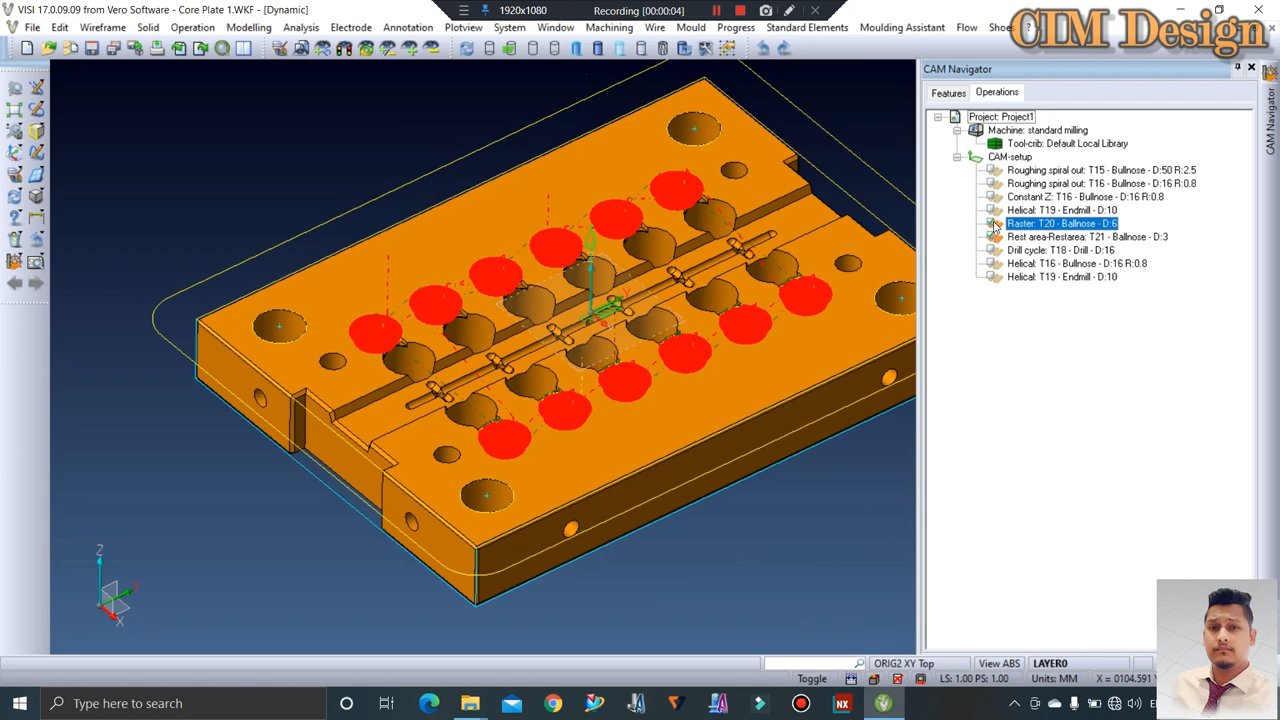 VISI 17.0.09.09 from Vero Software - Core Plate 1.WKF - [Dynamic]
1920x1080
Recording [00:00:04]
File Edit Wireframe Solid Operation Modelling Analysis Electrode Annotation Plotview System Window Machining Wire Mould Progress Standard Elements Moulding Assistant Flow Shoe
CIM Design
CAM Navigator
Features Operations
Project: Project1
Machine: standard milling
Tool-crib: Default Local Library
CAM-setup
Roughing spiral out: T15 - Bullnose - D:50 R:2.5
Roughing spiral out: T16 - Bullnose - D:16 R:0.8
Constant Z: T16 - Bullnose - D:16 R:0.8
Helical: T19 - Endmill - D:10
Raster: T20 - Ballnose - D:6
Rest area-Restarea: T21 - Ballnose - D:3
Drill cycle: T18 - Drill - D:16
Helical: T16 - Bullnose - D:16 R:0.8
Helical: T19 - Endmill - D:10
CAM Navigator
Z
X
ORIG2 XY Top View ABS LAYER0
Toggle LS: 1.00 PS: 1.00 Units: MM X = 0104.591
Type here to search
NX